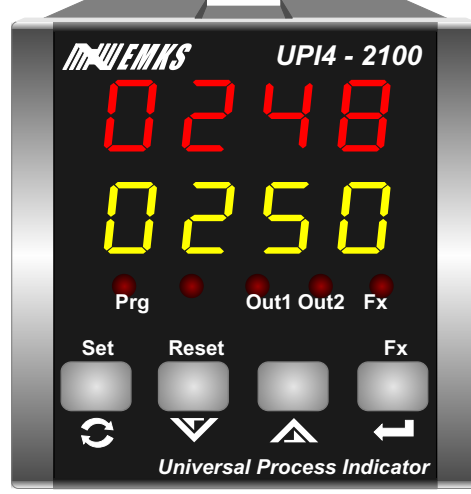 EMKS UPI4 - 2100
0248
0250
Prg Out1 Out2 Fx
Set Reset Fx
Universal Process Indicator